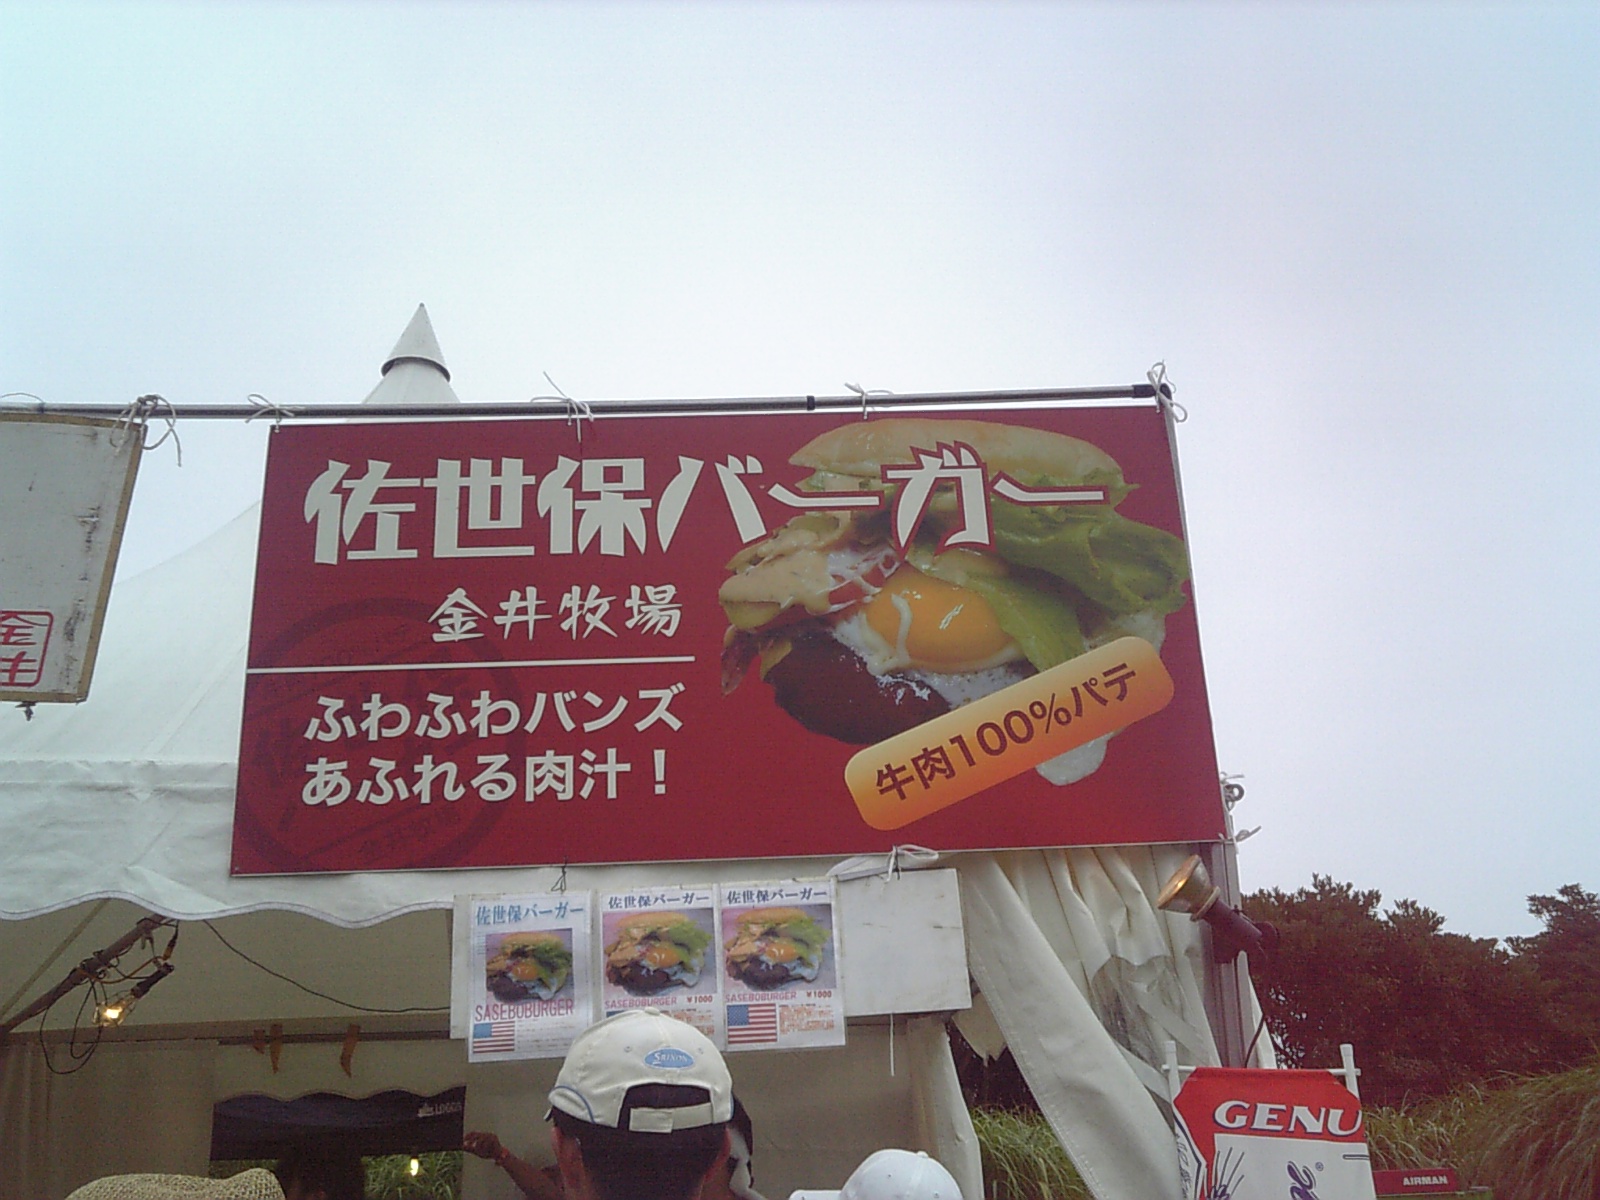 佐世保バーガー
金井牧場
ふわふわバンズ
あふれる肉汁！
牛肉100%パテ
佐世保バーガー
SASEBOBURGER
佐世保バーガー
SASEBOBURGER ¥1000
佐世保バーガー
SASEBOBURGER ¥1000
SRIXON
LOGOS
GENU
AIRMAN